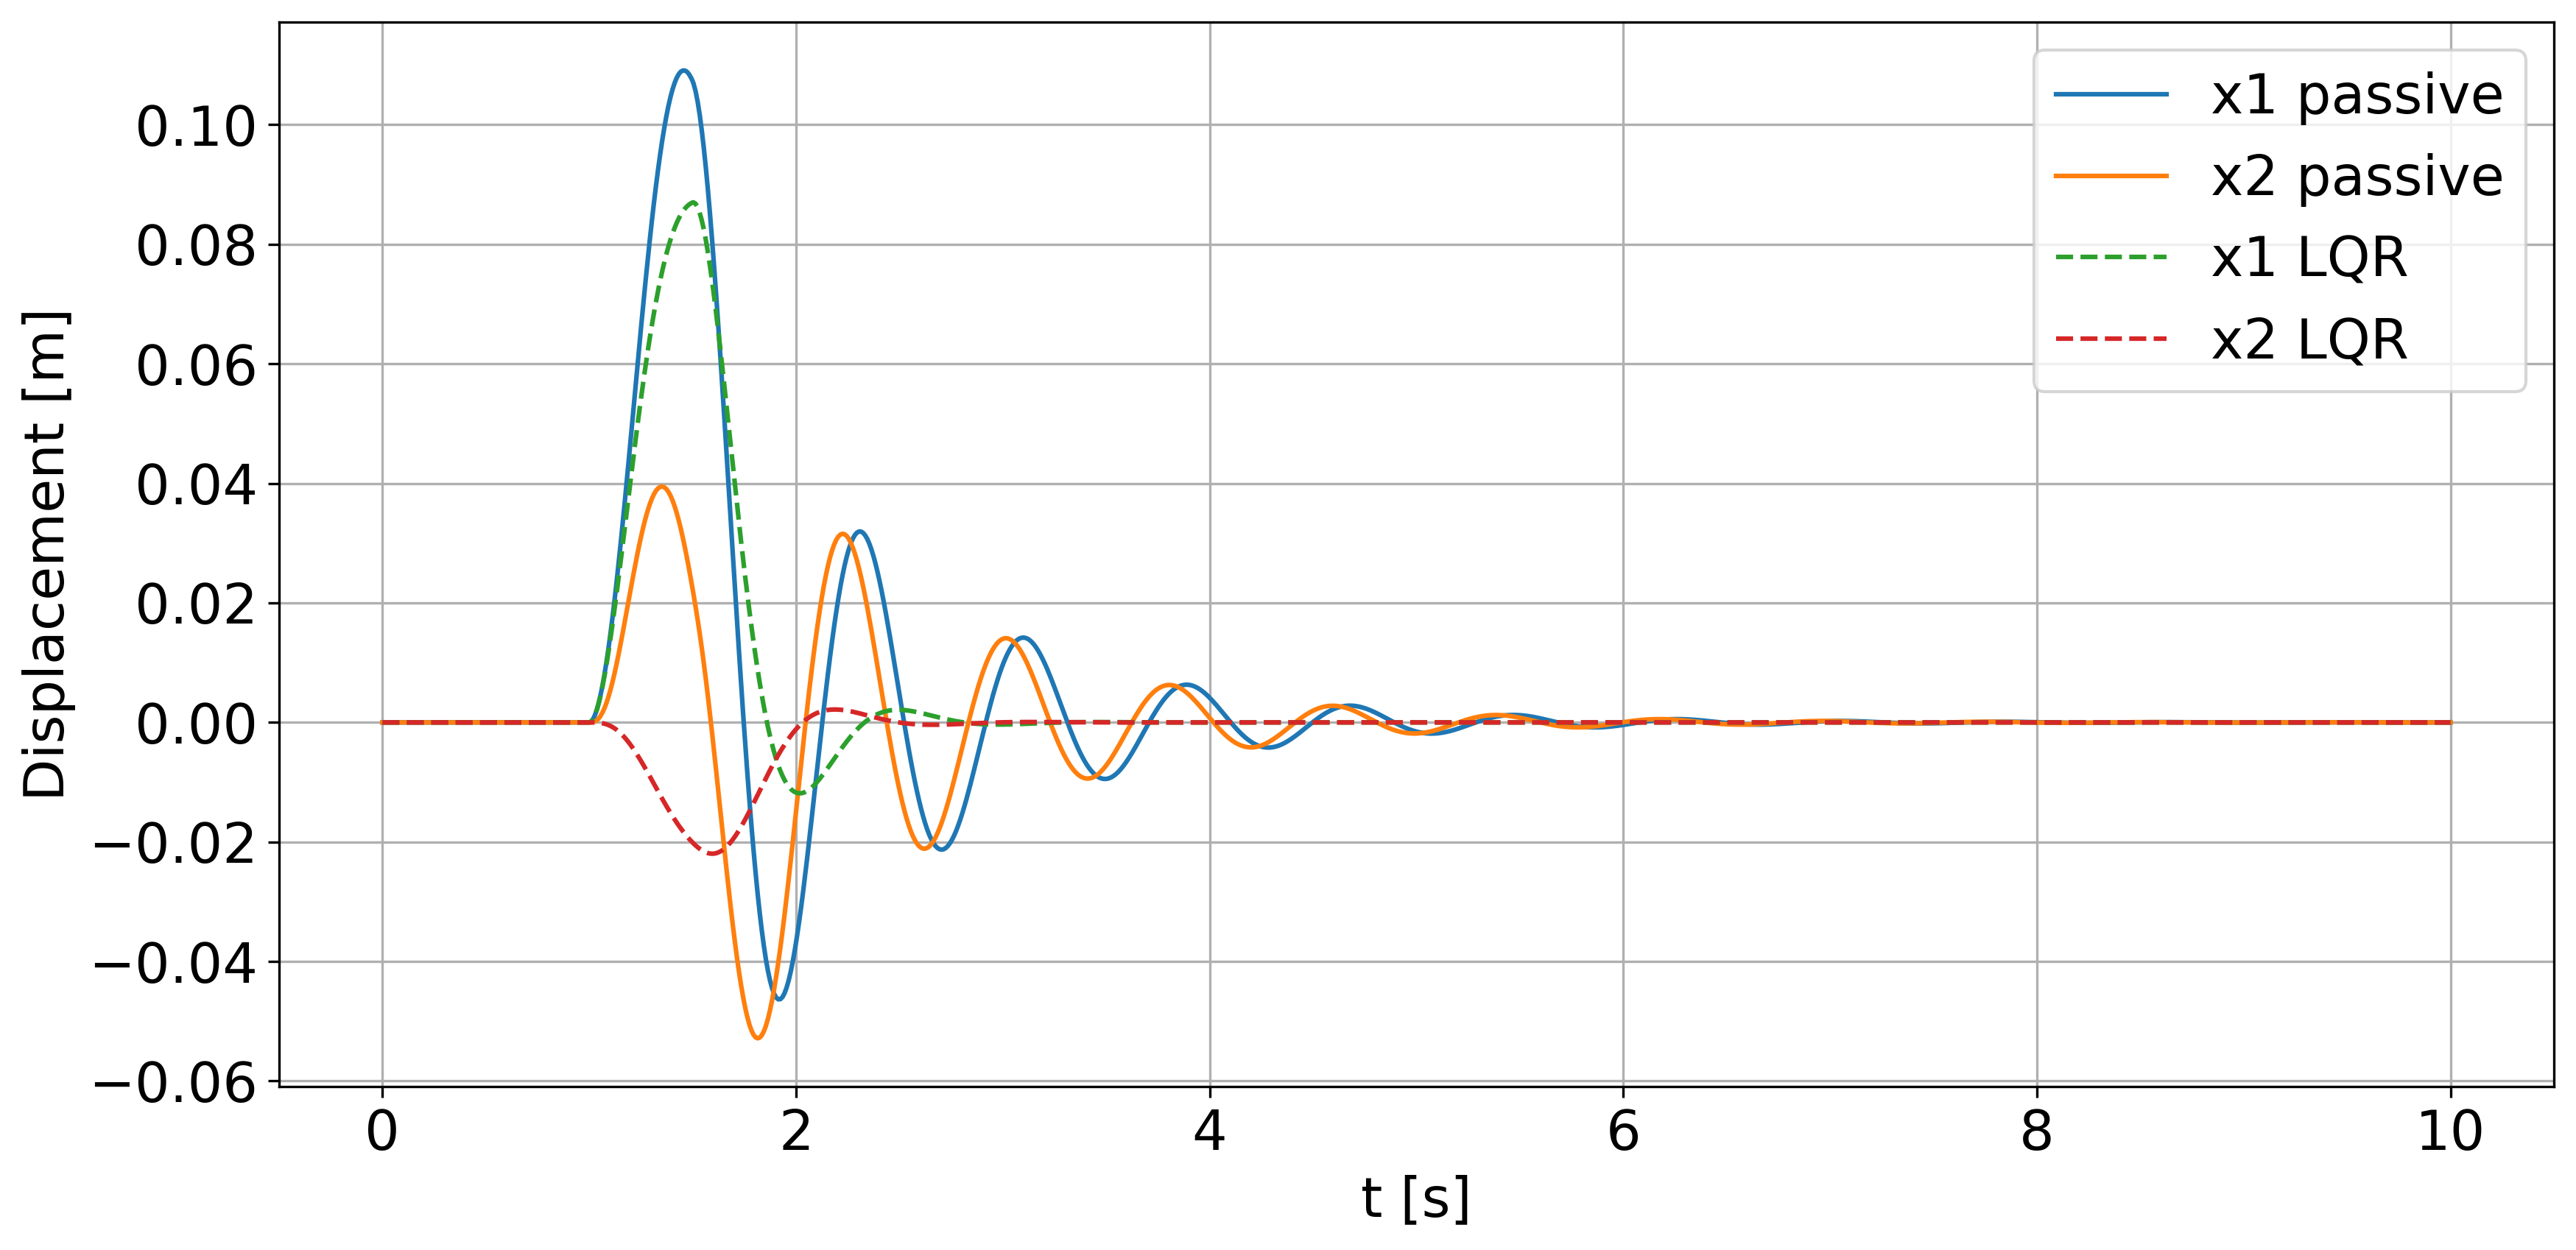 Displacement [m]
0.10
0.08
0.06
0.04
0.02
0.00
−0.02
−0.04
−0.06
0 2 4 6 8 10
t [s]
x1 passive
x2 passive
x1 LQR
x2 LQR